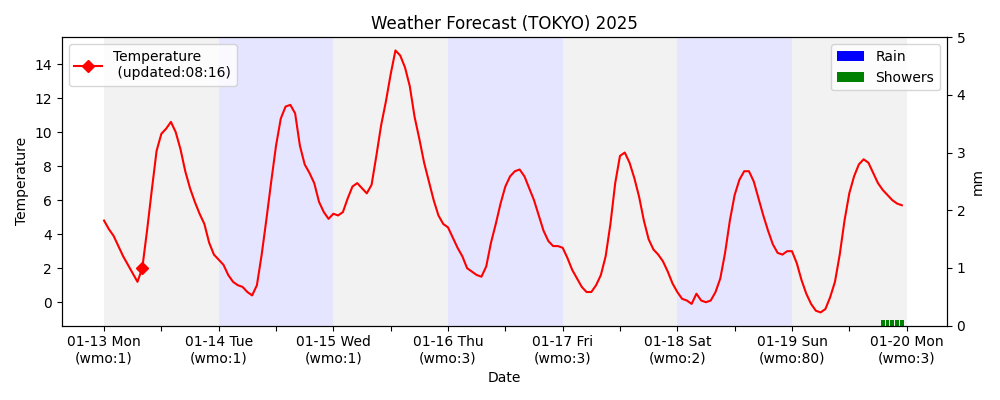 Weather Forecast (TOKYO) 2025
Temperature
(updated:08:16)
Rain
Showers
Temperature
14
12
10
8
6
4
2
0
5
4
3
2
1
0
mm
01-13 Mon
(wmo:1)
01-14 Tue
(wmo:1)
01-15 Wed
(wmo:1)
01-16 Thu
(wmo:3)
01-17 Fri
(wmo:3)
01-18 Sat
(wmo:2)
01-19 Sun
(wmo:80)
01-20 Mon
(wmo:3)
Date